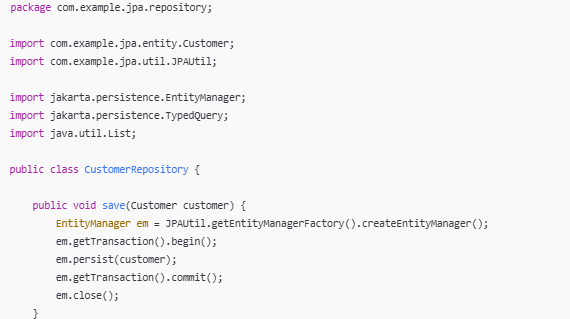 package com.example.jpa.repository;
import com.example.jpa.entity.Customer;
import com.example.jpa.util.JPAUtil;
import jakarta.persistence.EntityManager;
import jakarta.persistence.TypedQuery;
import java.util.List;
public class CustomerRepository {
    public void save(Customer customer) {
        EntityManager em = JPAUtil.getEntityManagerFactory().createEntityManager();
        em.getTransaction().begin();
        em.persist(customer);
        em.getTransaction().commit();
        em.close();
    }